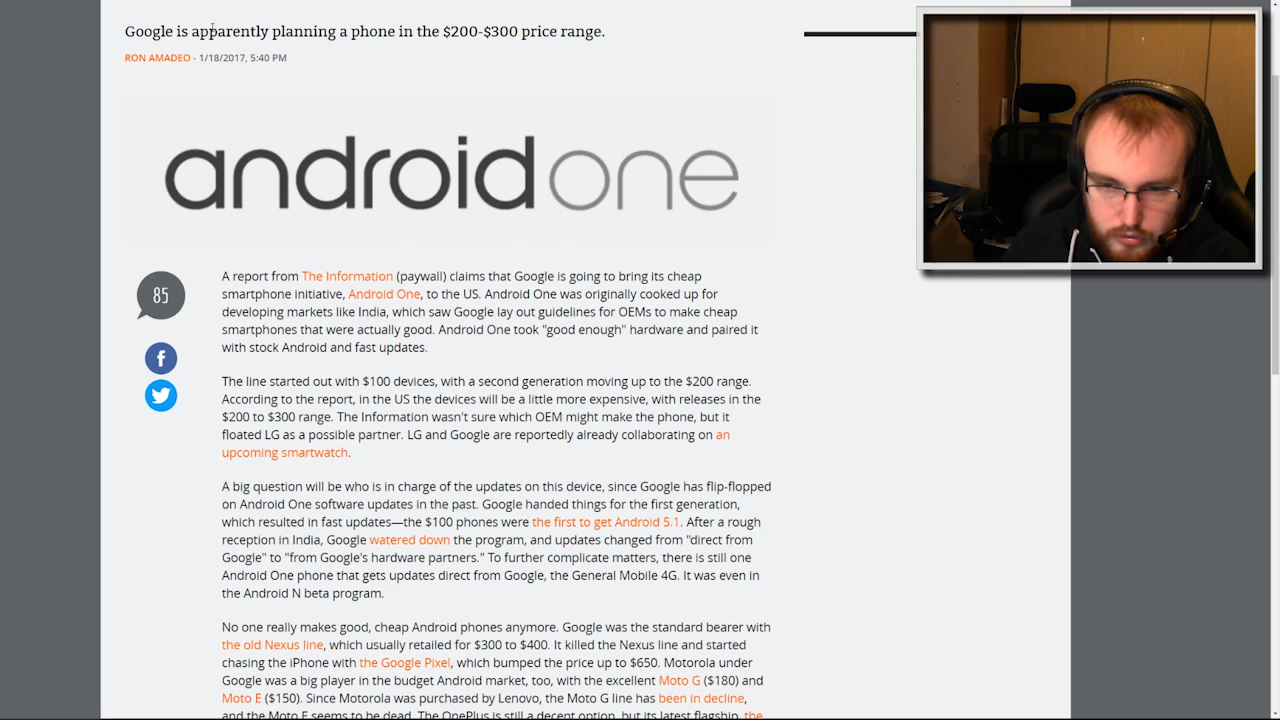 Google is apparently planning a phone in the $200-$300 price range.
RON AMADEO - 1/18/2017, 5:40 PM
androidone
85
A report from The Information (paywall) claims that Google is going to bring its cheap
smartphone initiative, Android One, to the US. Android One was originally cooked up for
developing markets like India, which saw Google lay out guidelines for OEMs to make cheap
smartphones that were actually good. Android One took "good enough" hardware and paired it
with stock Android and fast updates.
The line started out with $100 devices, with a second generation moving up to the $200 range.
According to the report, in the US the devices will be a little more expensive, with releases in the
$200 to $300 range. The Information wasn't sure which OEM might make the phone, but it
floated LG as a possible partner. LG and Google are reportedly already collaborating on an
upcoming smartwatch.
A big question will be who is in charge of the updates on this device, since Google has flip-flopped
on Android One software updates in the past. Google handed things for the first generation,
which resulted in fast updates—the $100 phones were the first to get Android 5.1. After a rough
reception in India, Google watered down the program, and updates changed from "direct from
Google" to "from Google's hardware partners." To further complicate matters, there is still one
Android One phone that gets updates direct from Google, the General Mobile 4G. It was even in
the Android N beta program.
No one really makes good, cheap Android phones anymore. Google was the standard bearer with
the old Nexus line, which usually retailed for $300 to $400. It killed the Nexus line and started
chasing the iPhone with the Google Pixel, which bumped the price up to $650. Motorola under
Google was a big player in the budget Android market, too, with the excellent Moto G ($180) and
Moto E ($150). Since Motorola was purchased by Lenovo, the Moto G line has been in decline,
and the Moto E seems to be dead. The OnePlus is still a decent option, but its latest flagship, the